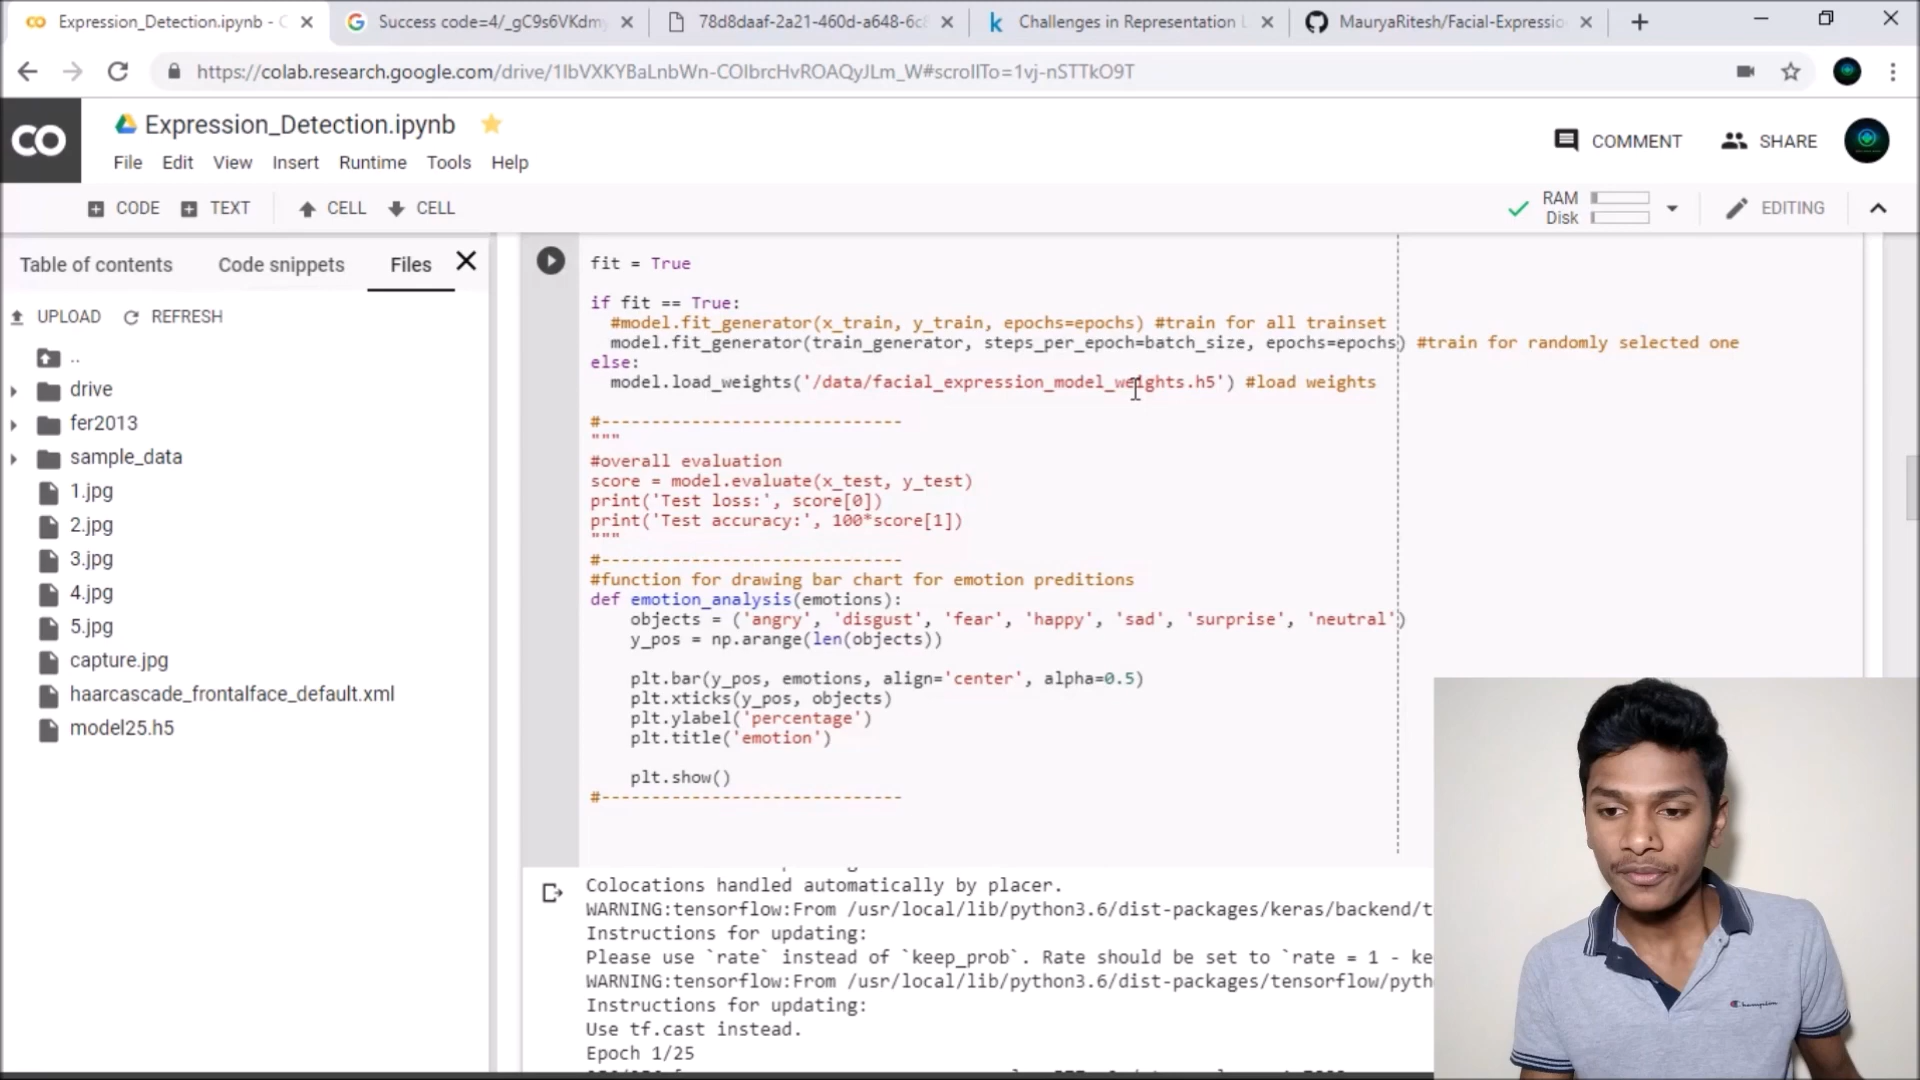 Expression_Detection.ipynb - C
Success code=4/_gC9s6VKdmy
78d8daaf-2a21-460d-a648-6c8
Challenges in Representation L
MauryaRitesh/Facial-Expressio
https://colab.research.google.com/drive/1IbVXKYBaLnbWn-COIbrcHvROAQyJLm_W#scrollTo=1vj-nSTTkO9T
CO
Expression_Detection.ipynb
File Edit View Insert Runtime Tools Help
COMMENT
SHARE
CODE TEXT CELL CELL
RAM
Disk
EDITING
Table of contents Code snippets Files
UPLOAD REFRESH
..
drive
fer2013
sample_data
1.jpg
2.jpg
3.jpg
4.jpg
5.jpg
capture.jpg
haarcascade_frontalface_default.xml
model25.h5
fit = True
if fit == True:
#model.fit_generator(x_train, y_train, epochs=epochs) #train for all trainset
model.fit_generator(train_generator, steps_per_epoch=batch_size, epochs=epochs) #train for randomly selected one
else:
model.load_weights('/data/facial_expression_model_weights.h5') #load weights
#------------------------------
"""
#overall evaluation
score = model.evaluate(x_test, y_test)
print('Test loss:', score[0])
print('Test accuracy:', 100*score[1])
"""
#------------------------------
#function for drawing bar chart for emotion preditions
def emotion_analysis(emotions):
objects = ('angry', 'disgust', 'fear', 'happy', 'sad', 'surprise', 'neutral')
y_pos = np.arange(len(objects))
plt.bar(y_pos, emotions, align='center', alpha=0.5)
plt.xticks(y_pos, objects)
plt.ylabel('percentage')
plt.title('emotion')
plt.show()
#------------------------------
Colocations handled automatically by placer.
WARNING:tensorflow:From /usr/local/lib/python3.6/dist-packages/keras/backend/t
Instructions for updating:
Please use `rate` instead of `keep_prob`. Rate should be set to `rate = 1 - ke
WARNING:tensorflow:From /usr/local/lib/python3.6/dist-packages/tensorflow/pyth
Instructions for updating:
Use tf.cast instead.
Epoch 1/25
Champion